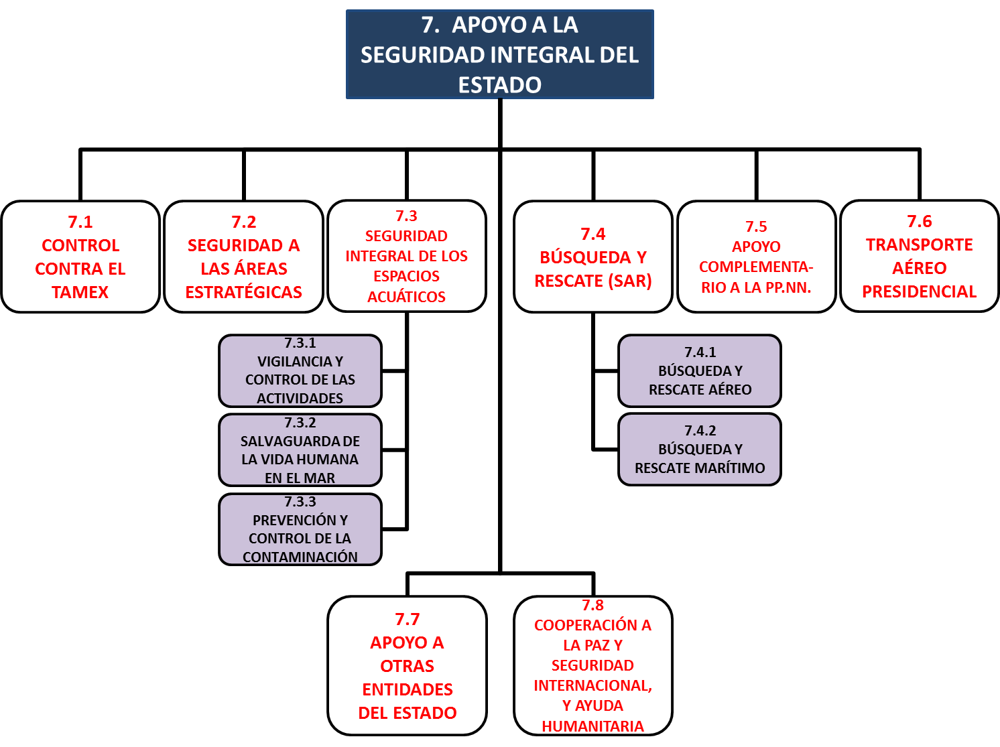 7.  APOYO A LA
SEGURIDAD INTEGRAL DEL
ESTADO
7.1
CONTROL
CONTRA EL
TAMEX
7.2
SEGURIDAD A
LAS ÁREAS
ESTRATÉGICAS
7.3
SEGURIDAD
INTEGRAL DE LOS
ESPACIOS
ACUÁTICOS
7.4
BÚSQUEDA Y
RESCATE (SAR)
7.5
APOYO
COMPLEMENTA-
RIO A LA PP.NN.
7.6
TRANSPORTE
AÉREO
PRESIDENCIAL
7.3.1
VIGILANCIA Y
CONTROL DE LAS
ACTIVIDADES
7.3.2
SALVAGUARDA DE
LA VIDA HUMANA
EN EL MAR
7.3.3
PREVENCIÓN Y
CONTROL DE LA
CONTAMINACIÓN
7.4.1
BÚSQUEDA Y
RESCATE AÉREO
7.4.2
BÚSQUEDA Y
RESCATE MARÍTIMO
7.7
APOYO A
OTRAS
ENTIDADES
DEL ESTADO
7.8
COOPERACIÓN A
LA PAZ Y
SEGURIDAD
INTERNACIONAL,
Y AYUDA
HUMANITARIA